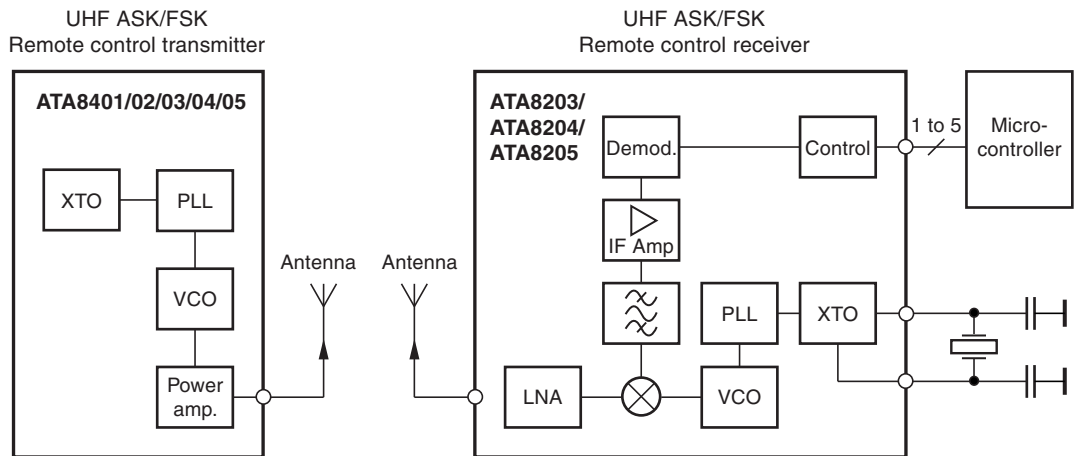 UHF ASK/FSK
Remote control transmitter
ATA8401/02/03/04/05
XTO
PLL
VCO
Power
amp.
Antenna
Antenna
UHF ASK/FSK
Remote control receiver
ATA8203/
ATA8204/
ATA8205
Demod.
Control
1 to 5
Micro-
controller
IF Amp
PLL
XTO
LNA
VCO